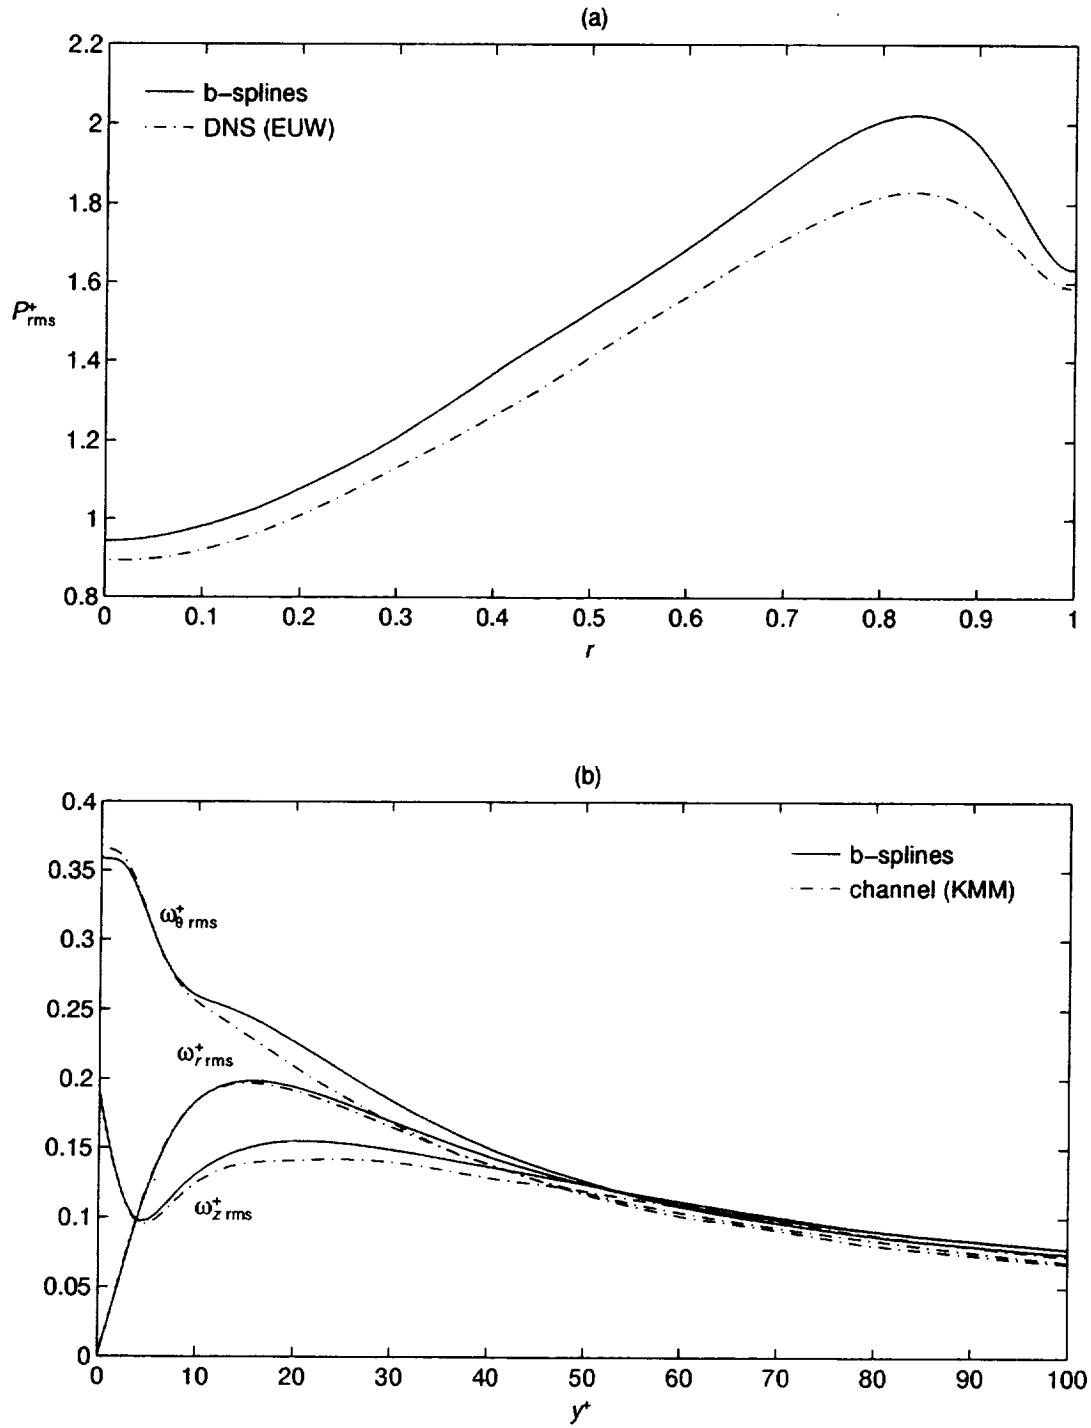 (a)
2.2
2
1.8
1.6
1.4
1.2
1
0.8
P⁺rms
b–splines
DNS (EUW)
0 0.1 0.2 0.3 0.4 0.5 0.6 0.7 0.8 0.9 1
r
(b)
0.4
0.35
0.3
0.25
0.2
0.15
0.1
0.05
0
b–splines
channel (KMM)
ω⁺θ rms
ω⁺r rms
ω⁺z rms
0 10 20 30 40 50 60 70 80 90 100
y⁺